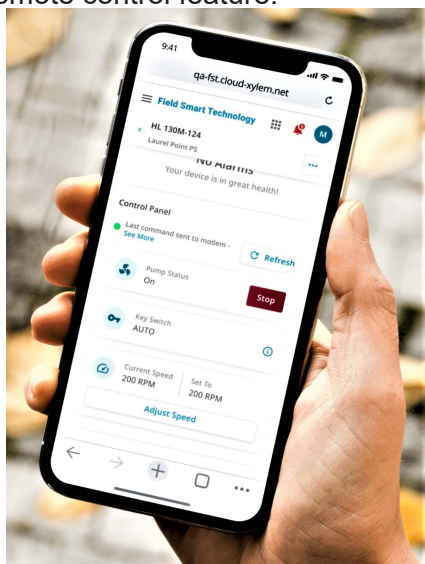 remote control feature.
9:41
qa-fst.cloud-xylem.net
Field Smart Technology
M
HL 130M-124
Laurel Point PS
No Alarms
Your device is in great health!
Control Panel
Last command sent to modem -
See More
Refresh
Pump Status
On
Stop
Key Switch
AUTO
Current Speed
200 RPM
Set To
200 RPM
Adjust Speed